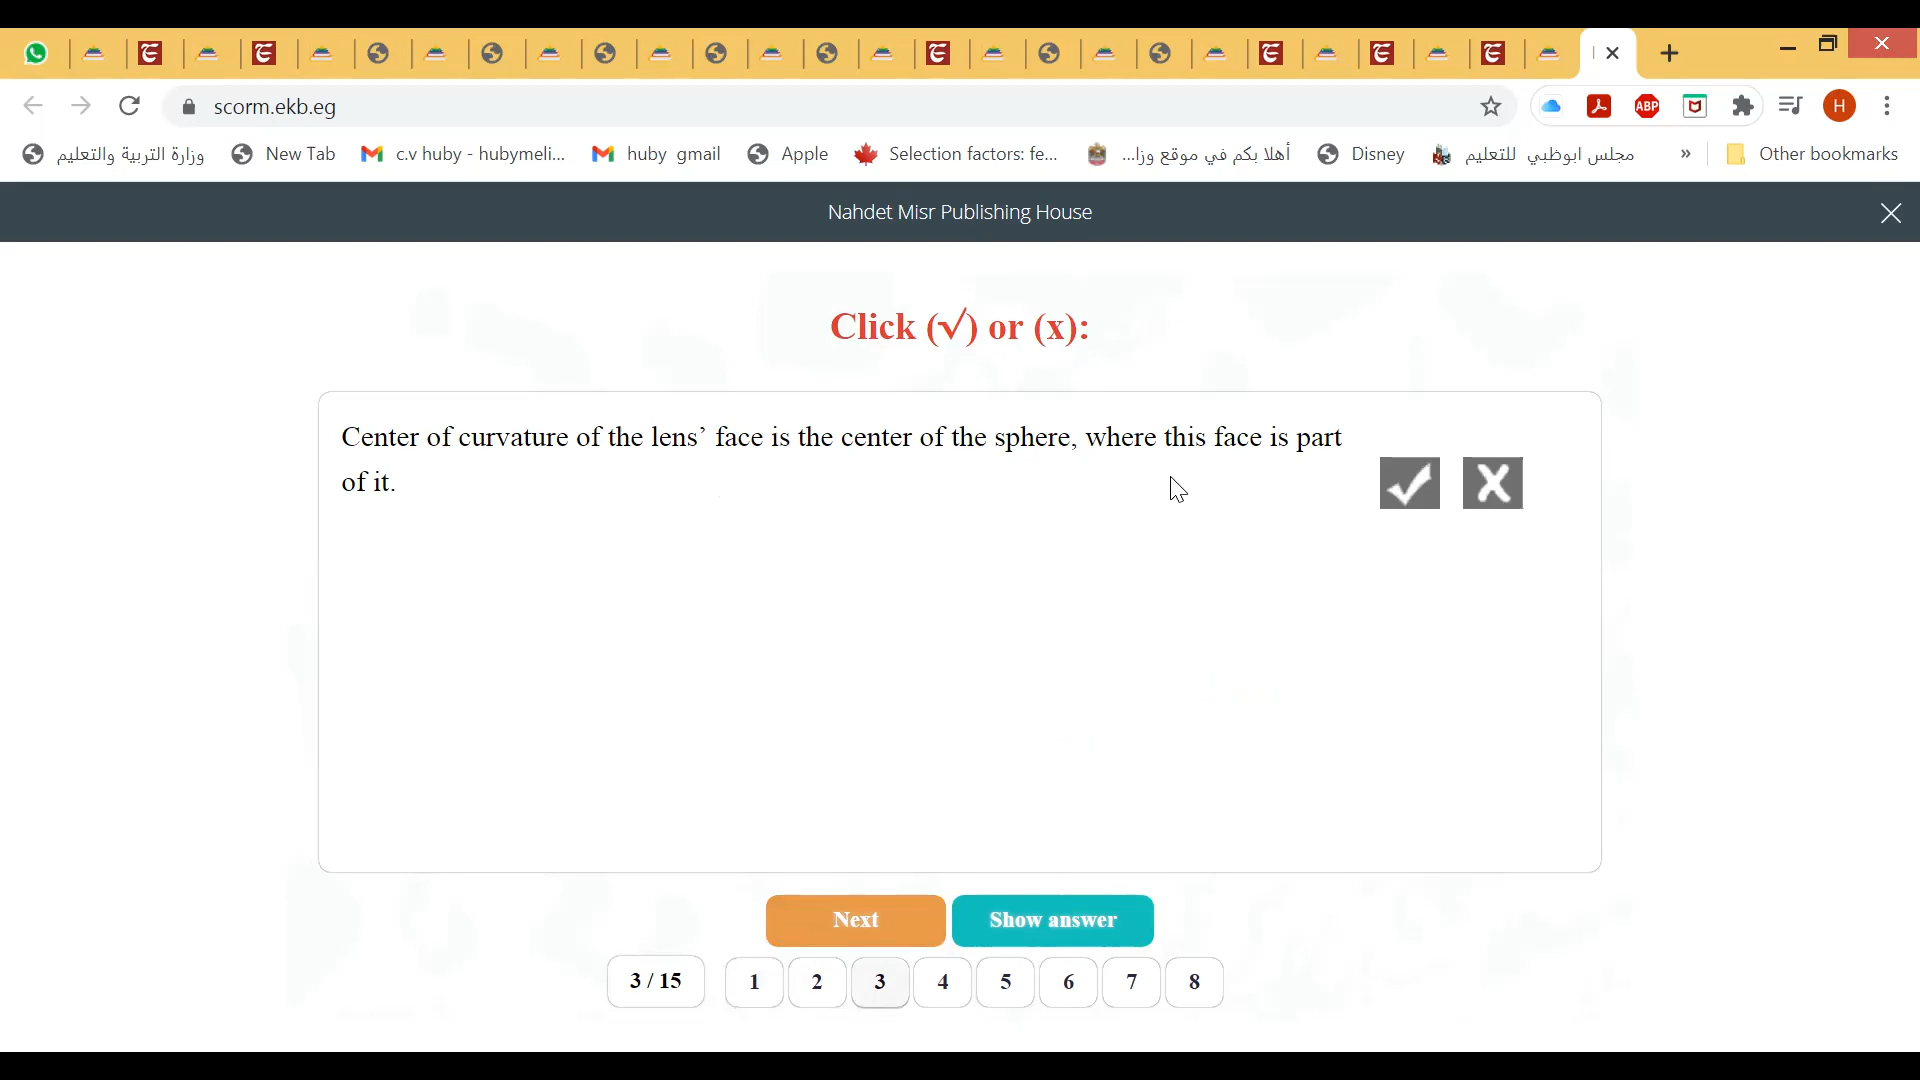 scorm.ekb.eg
وزارة التربية والتعليم
New Tab
c.v huby - hubymeli...
huby gmail
Apple
Selection factors: fe...
أهلا بكم في موقع وزا...
Disney
مجلس ابوظبي للتعليم
»
Other bookmarks
ABP
H
Nahdet Misr Publishing House
Click (√) or (x):
Center of curvature of the lens’ face is the center of the sphere, where this face is part
of it.
Next
Show answer
3 / 15
1
2
3
4
5
6
7
8